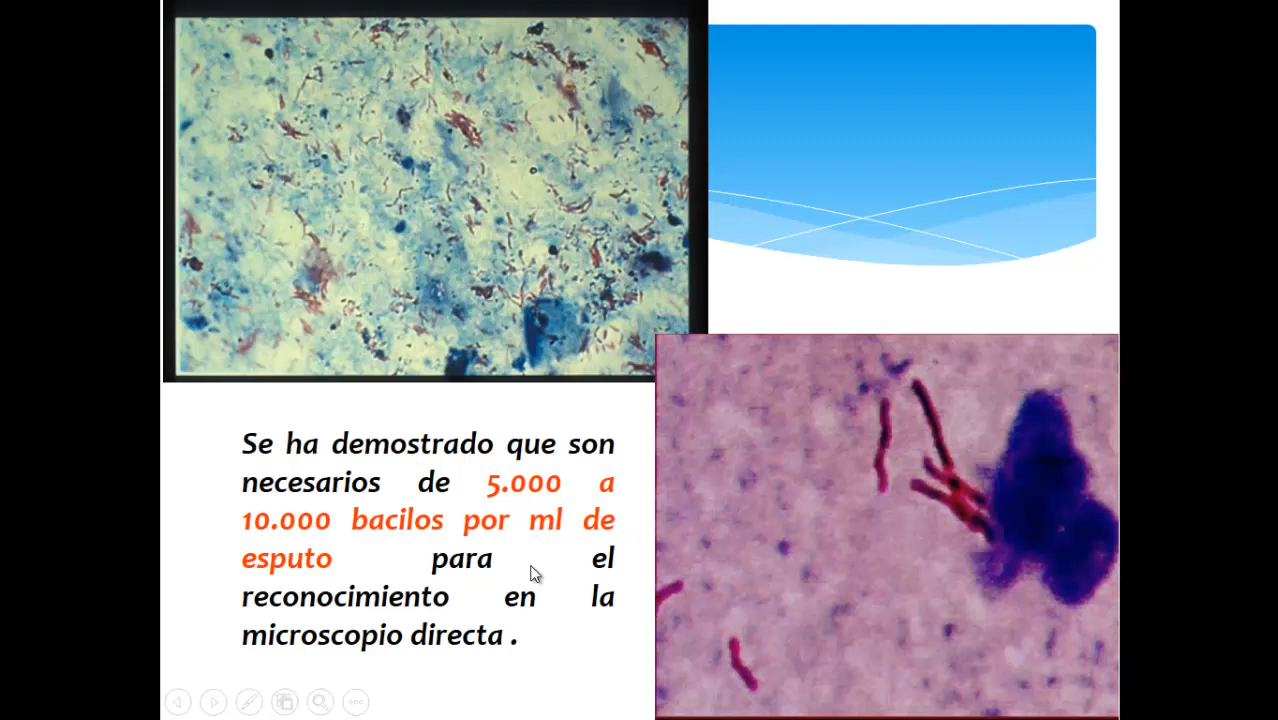 Se ha demostrado que son
necesarios de 5.000 a
10.000 bacilos por ml de
esputo para el
reconocimiento en la
microscopio directa .